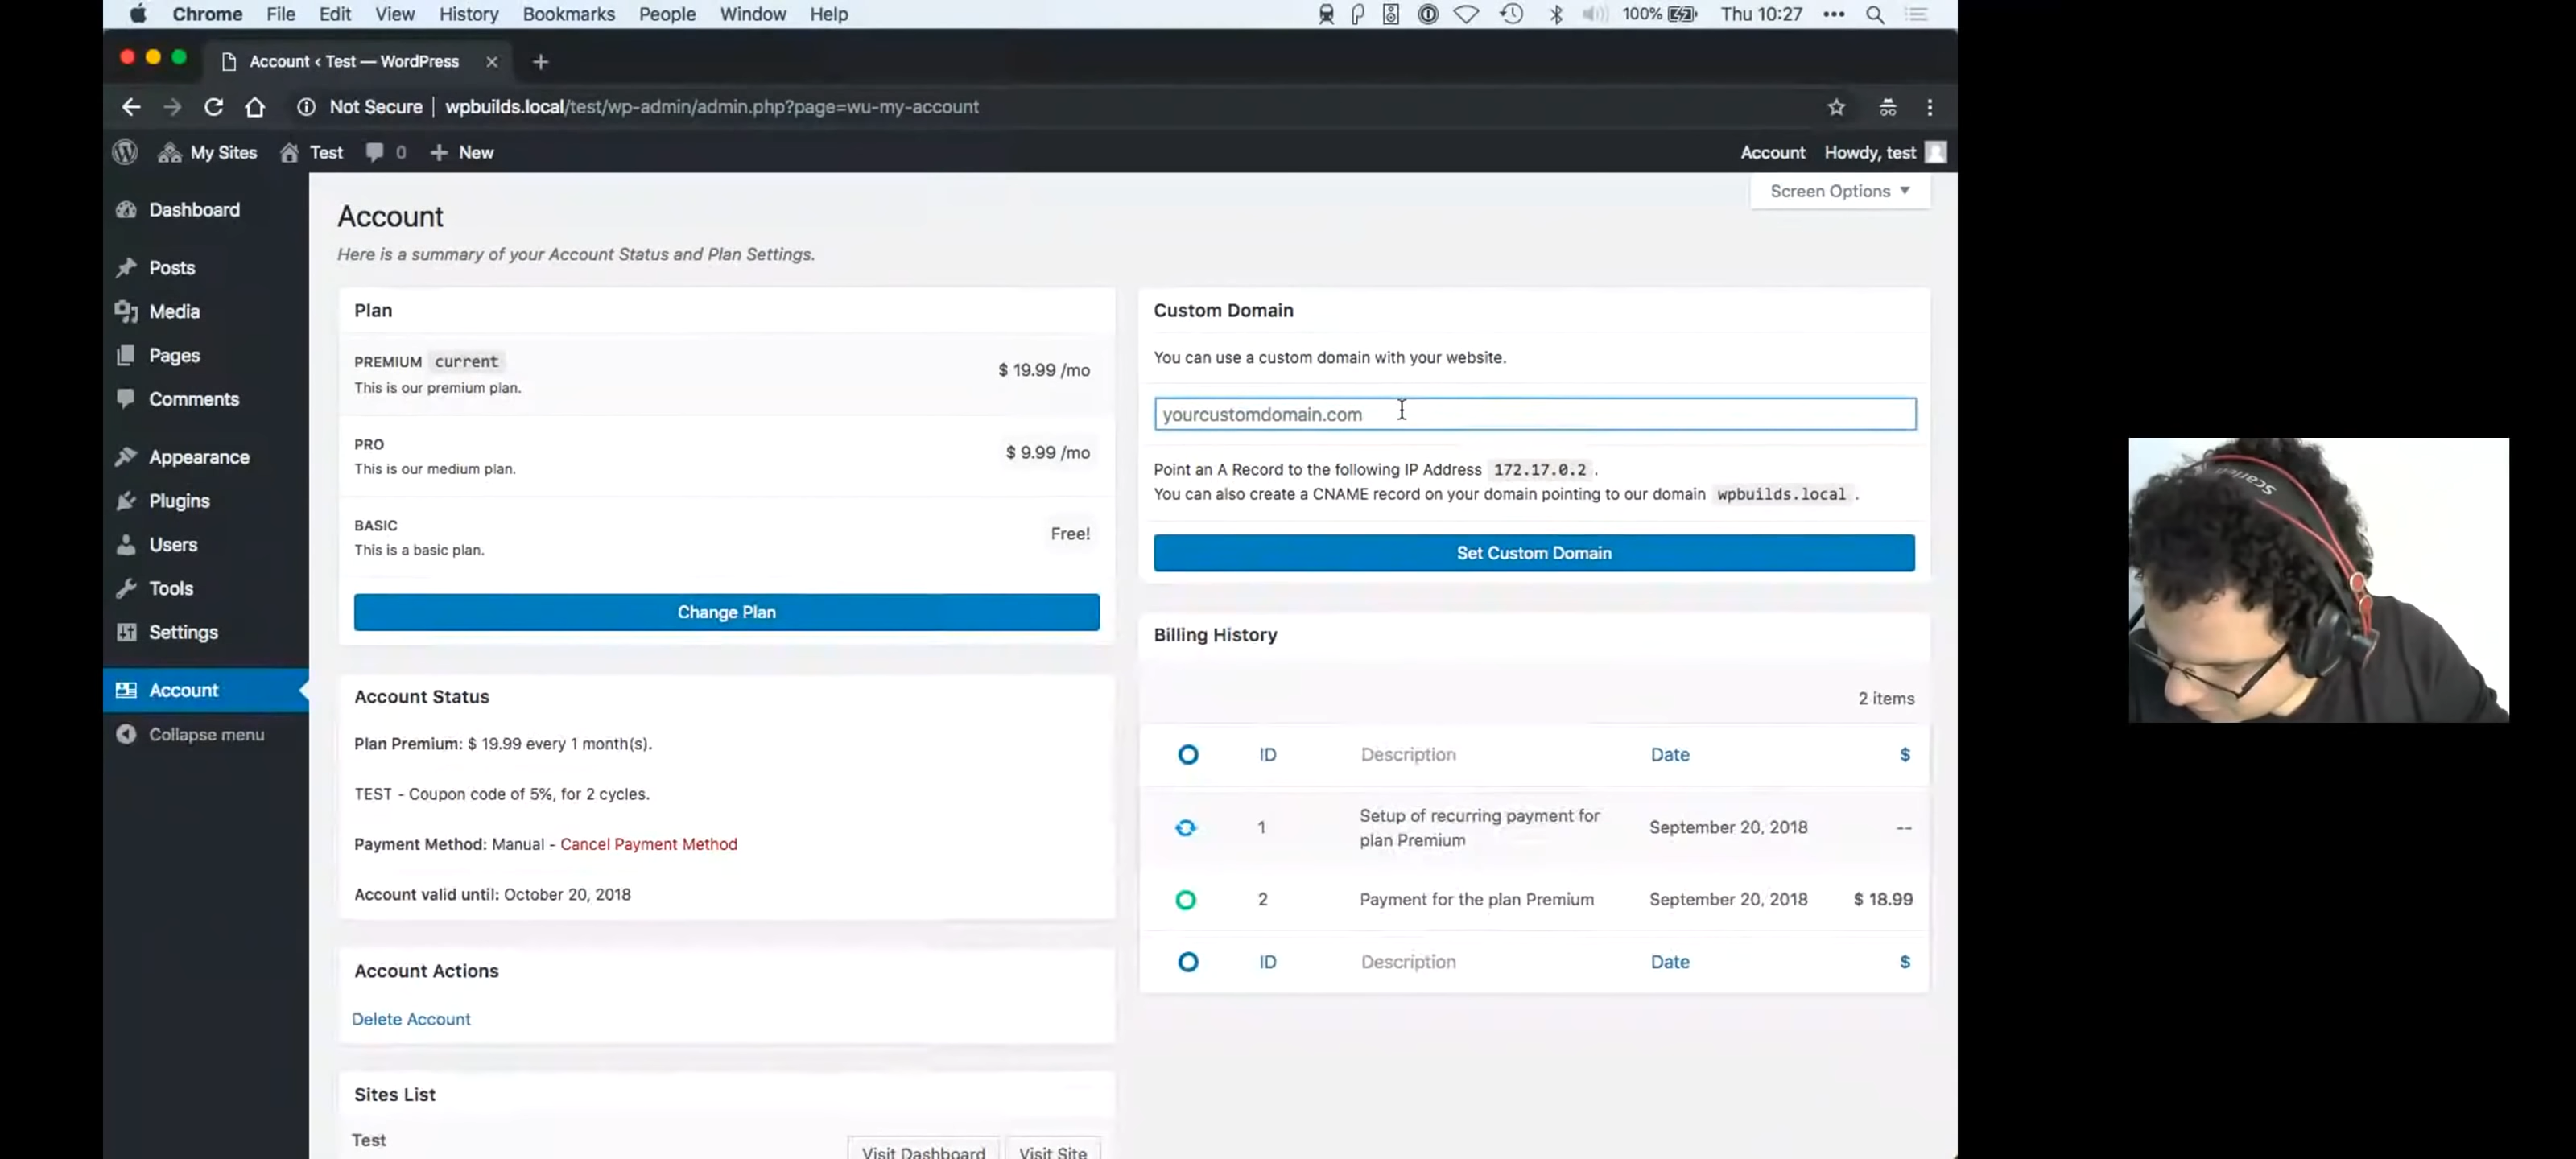 Chrome File Edit View History Bookmarks People Window Help 100% Thu 10:27
Account ‹ Test — WordPress
Not Secure | wpbuilds.local/test/wp-admin/admin.php?page=wu-my-account
My Sites Test 0 + New Account Howdy, test
Screen Options ▼
Dashboard
Posts
Media
Pages
Comments
Appearance
Plugins
Users
Tools
Settings
Account
Collapse menu
Account
Here is a summary of your Account Status and Plan Settings.
Plan
PREMIUM current
This is our premium plan.
$ 19.99 /mo
PRO
This is our medium plan.
$ 9.99 /mo
BASIC
This is a basic plan.
Free!
Change Plan
Account Status
Plan Premium: $ 19.99 every 1 month(s).
TEST - Coupon code of 5%, for 2 cycles.
Payment Method: Manual - Cancel Payment Method
Account valid until: October 20, 2018
Account Actions
Delete Account
Sites List
Test
Visit Dashboard Visit Site
Custom Domain
You can use a custom domain with your website.
yourcustomdomain.com
Point an A Record to the following IP Address 172.17.0.2 .
You can also create a CNAME record on your domain pointing to our domain wpbuilds.local .
Set Custom Domain
Billing History
2 items
ID Description Date $
1 Setup of recurring payment for
plan Premium September 20, 2018 --
2 Payment for the plan Premium September 20, 2018 $ 18.99
ID Description Date $